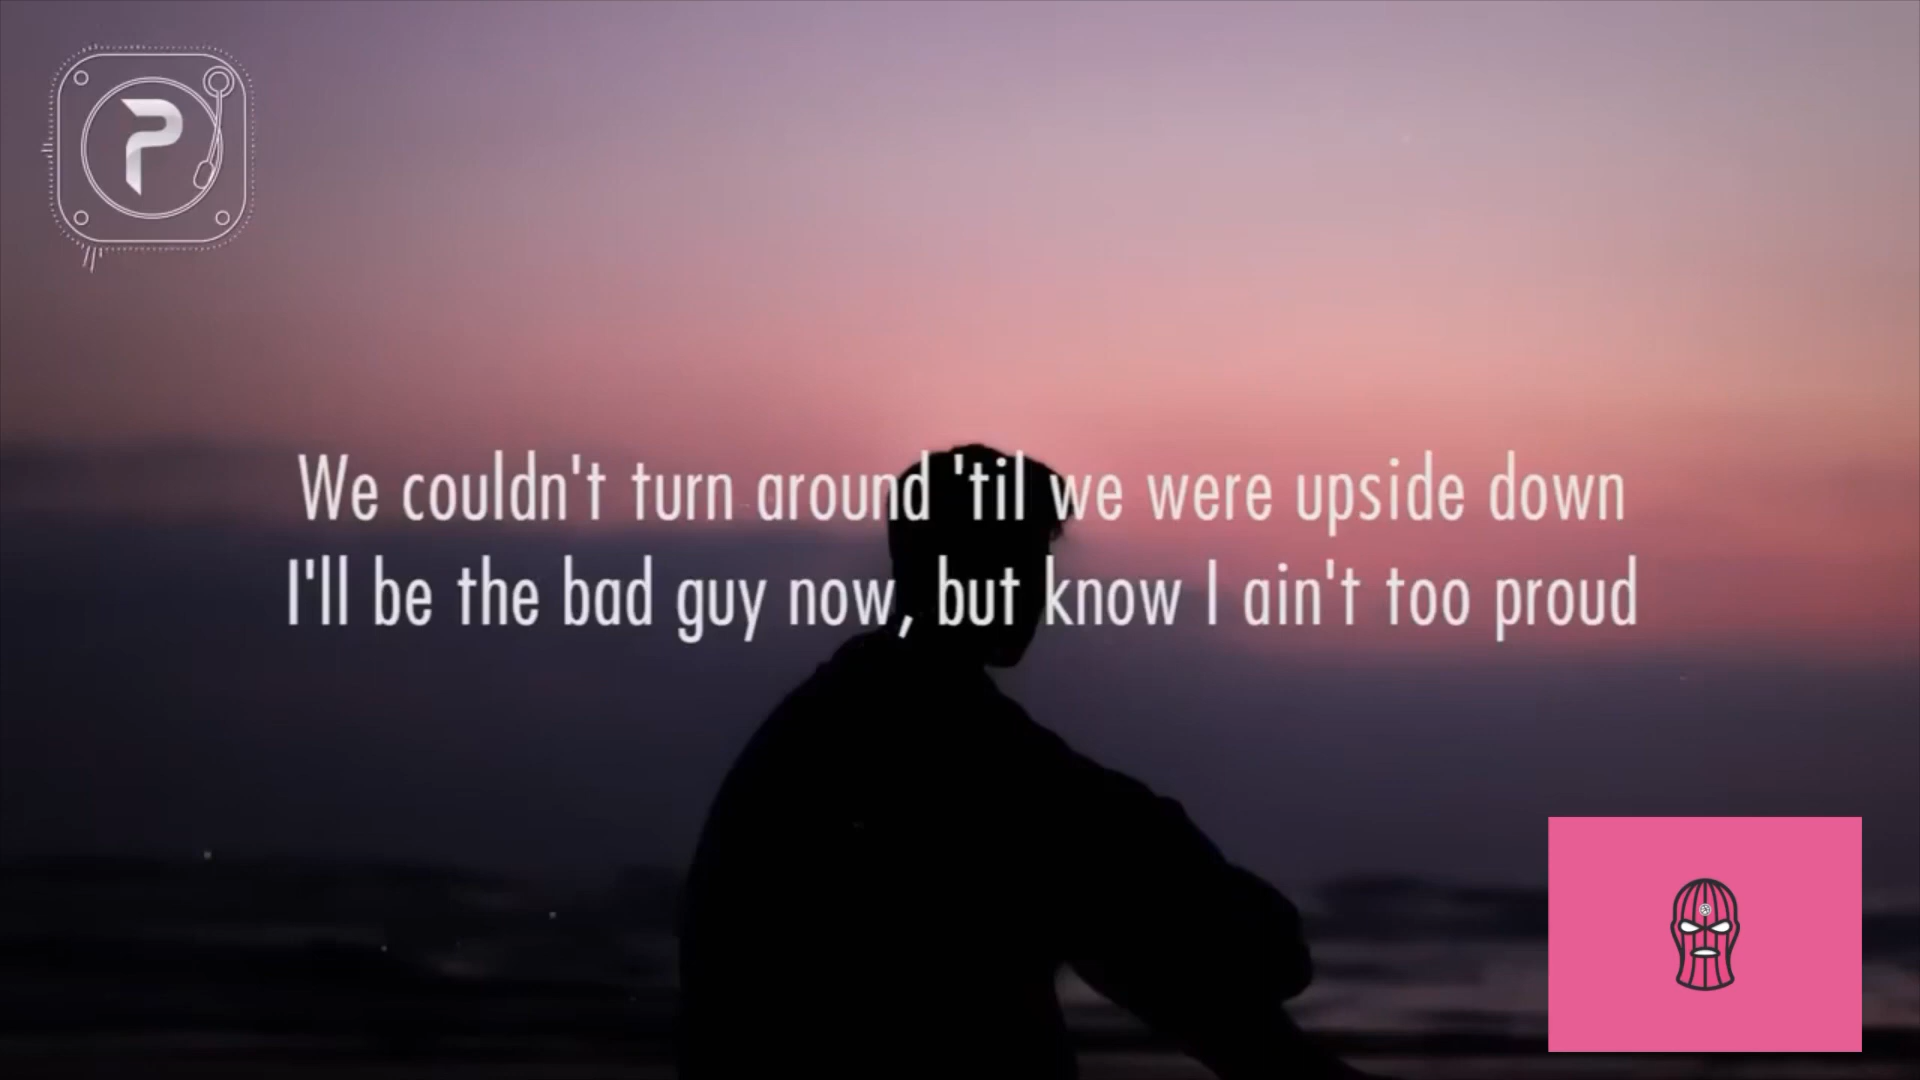 P
We couldn't turn around 'til we were upside down
I'll be the bad guy now, but know I ain't too proud